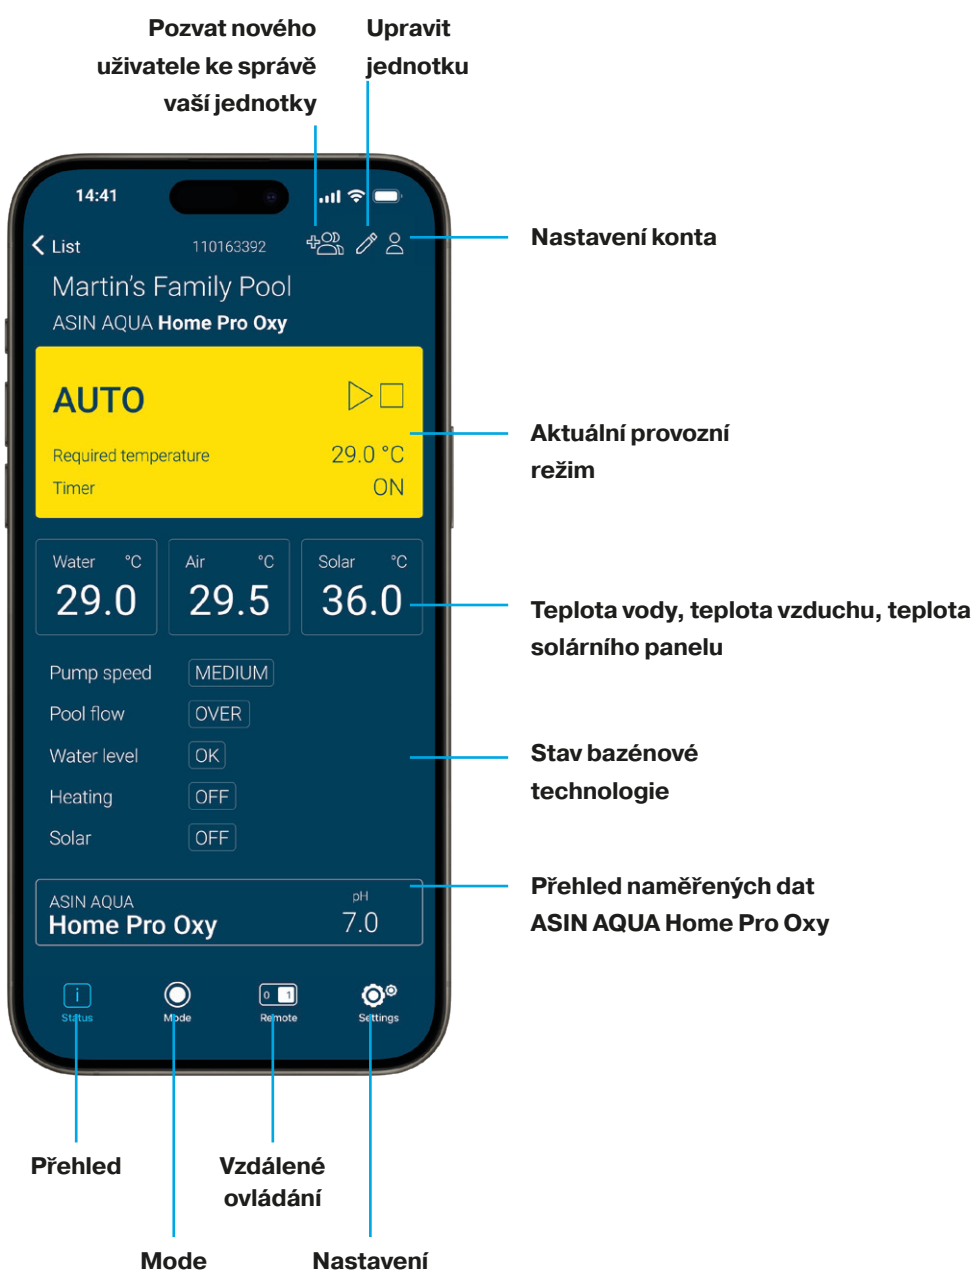 Pozvat nového
uživatele ke správě
vaší jednotky
Upravit
jednotku
14:41
List
110163392
Nastavení konta
Martin's Family Pool
ASIN AQUA Home Pro Oxy
AUTO
Required temperature 29.0 °C
Timer ON
Aktuální provozní
režim
Water °C
29.0
Air °C
29.5
Solar °C
36.0
Teplota vody, teplota vzduchu, teplota
solárního panelu
Pump speed MEDIUM
Pool flow OVER
Water level OK
Heating OFF
Solar OFF
Stav bazénové
technologie
ASIN AQUA
Home Pro Oxy
pH
7.0
Přehled naměřených dat
ASIN AQUA Home Pro Oxy
i
Status
Mode
0 1
Remote
Settings
Přehled
Vzdálené
ovládání
Mode
Nastavení